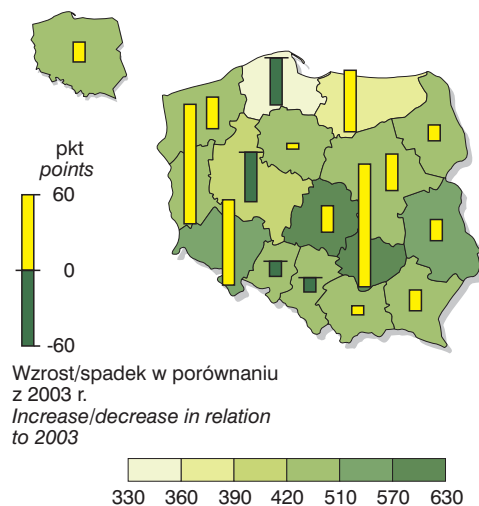 pkt
points
60
0
-60
Wzrost/spadek w porównaniu
z 2003 r.
Increase/decrease in relation
to 2003
330 360 390 420 510 570 630